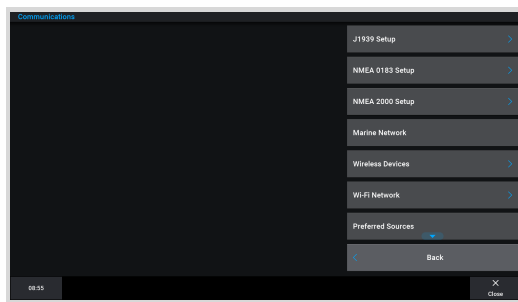 Communications
J1939 Setup
NMEA 0183 Setup
NMEA 2000 Setup
Marine Network
Wireless Devices
Wi-Fi Network
Preferred Sources
Back
08:55
Close